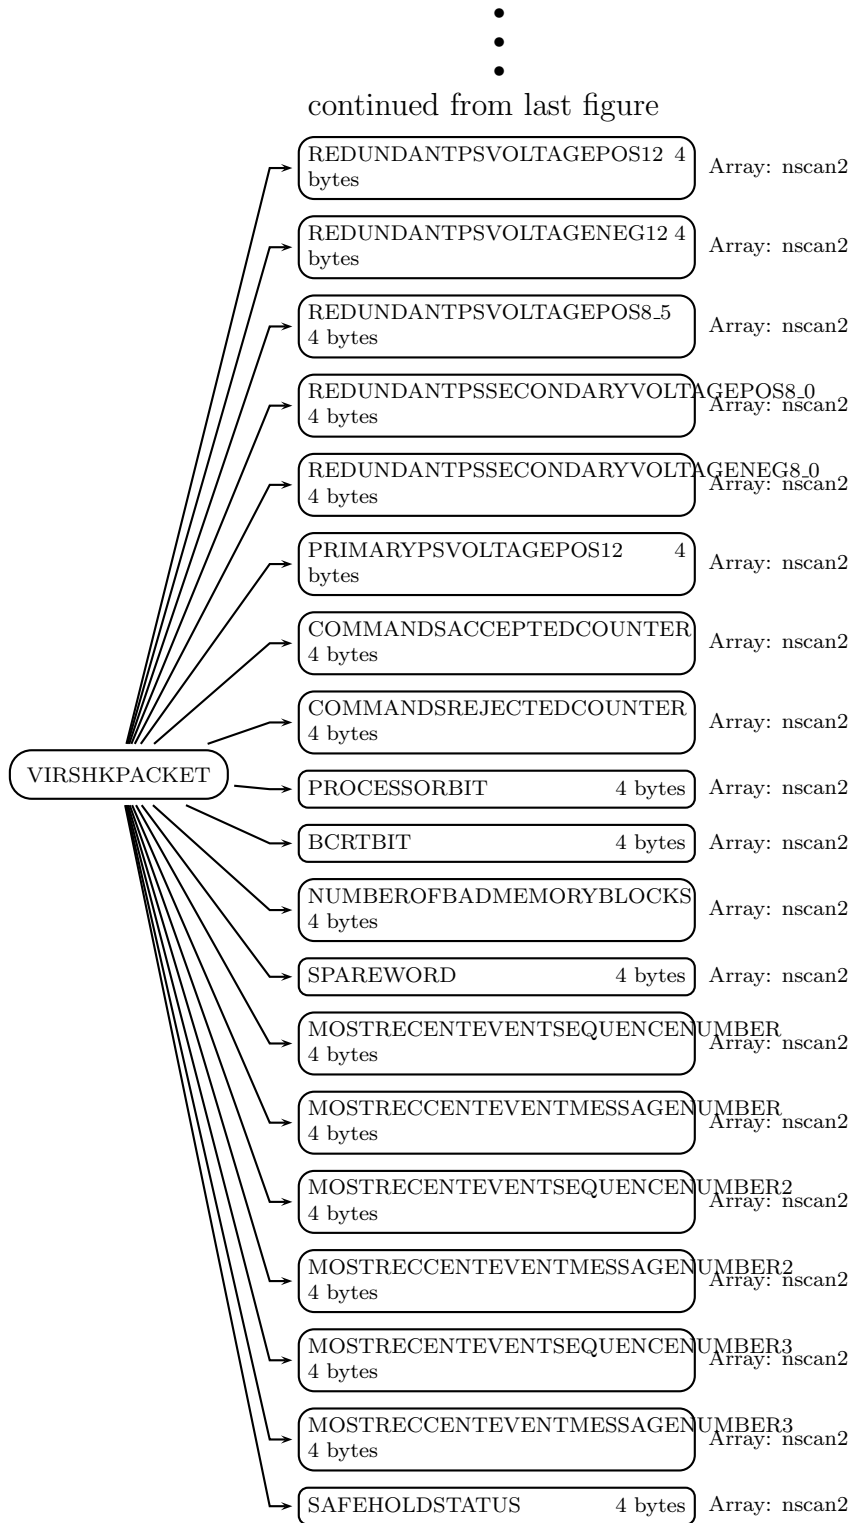 continued from last figure
REDUNDANTPSVOLTAGEPOS12 4
bytes
Array: nscan2
REDUNDANTPSVOLTAGENEG12 4
bytes
Array: nscan2
REDUNDANTPSVOLTAGEPOS8_5
4 bytes
Array: nscan2
REDUNDANTPSSECONDARYVOLTAGEPOS8_0
4 bytes
Array: nscan2
REDUNDANTPSSECONDARYVOLTAGENEG8_0
4 bytes
Array: nscan2
PRIMARYPSVOLTAGEPOS12 4
bytes
Array: nscan2
COMMANDSACCEPTEDCOUNTER
4 bytes
Array: nscan2
COMMANDSREJECTEDCOUNTER
4 bytes
Array: nscan2
VIRSHKPACKET
PROCESSORBIT 4 bytes
Array: nscan2
BCRTBIT 4 bytes
Array: nscan2
NUMBEROFBADMEMORYBLOCKS
4 bytes
Array: nscan2
SPAREWORD 4 bytes
Array: nscan2
MOSTRECENTEVENTSEQUENCENUMBER
4 bytes
Array: nscan2
MOSTRECCENTEVENTMESSAGENUMBER
4 bytes
Array: nscan2
MOSTRECENTEVENTSEQUENCENUMBER2
4 bytes
Array: nscan2
MOSTRECCENTEVENTMESSAGENUMBER2
4 bytes
Array: nscan2
MOSTRECENTEVENTSEQUENCENUMBER3
4 bytes
Array: nscan2
MOSTRECCENTEVENTMESSAGENUMBER3
4 bytes
Array: nscan2
SAFEHOLDSTATUS 4 bytes
Array: nscan2